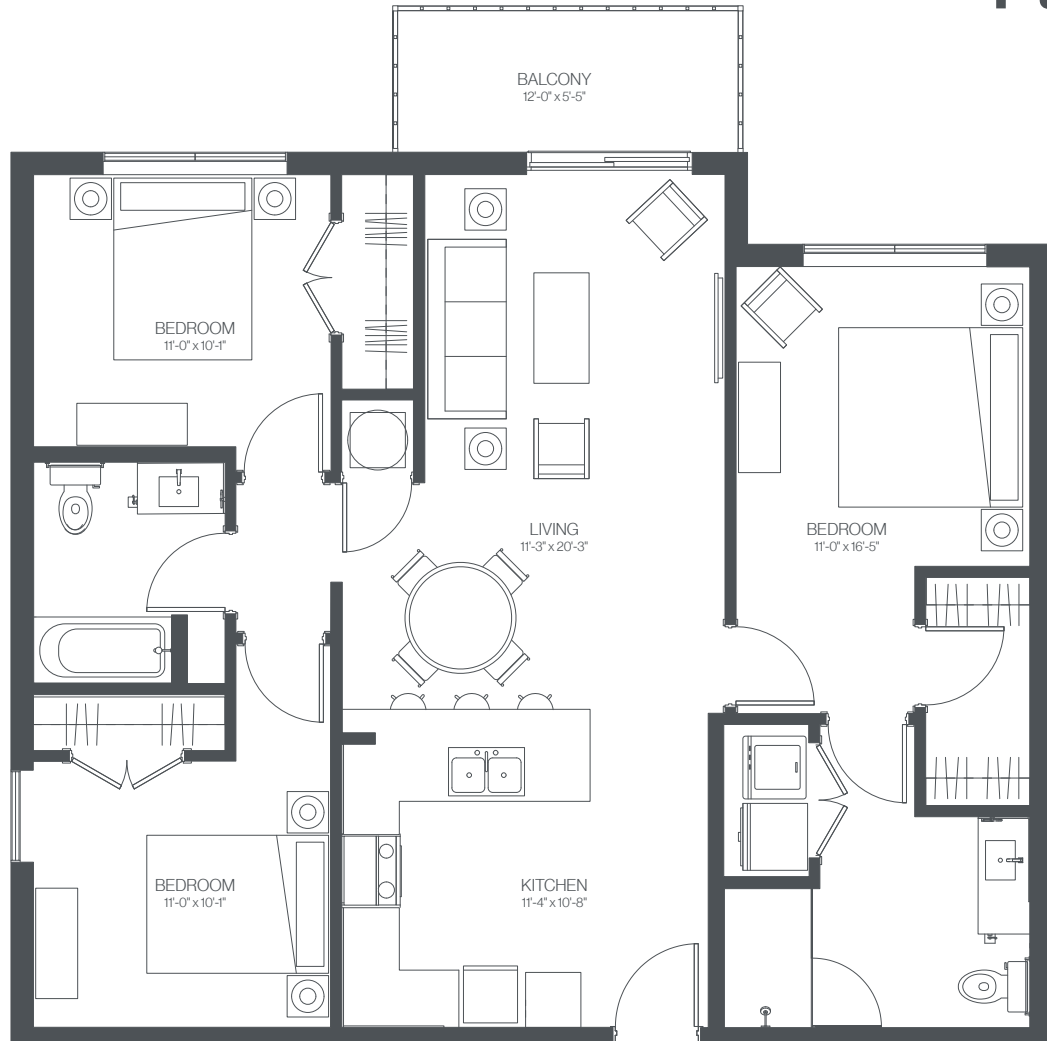 BALCONY
12'-0" x 5'-5"
BEDROOM
11'-0" x 10'-1"
LIVING
11'-3" x 20'-3"
BEDROOM
11'-0" x 16'-5"
BEDROOM
11'-0" x 10'-1"
KITCHEN
11'-4" x 10'-8"